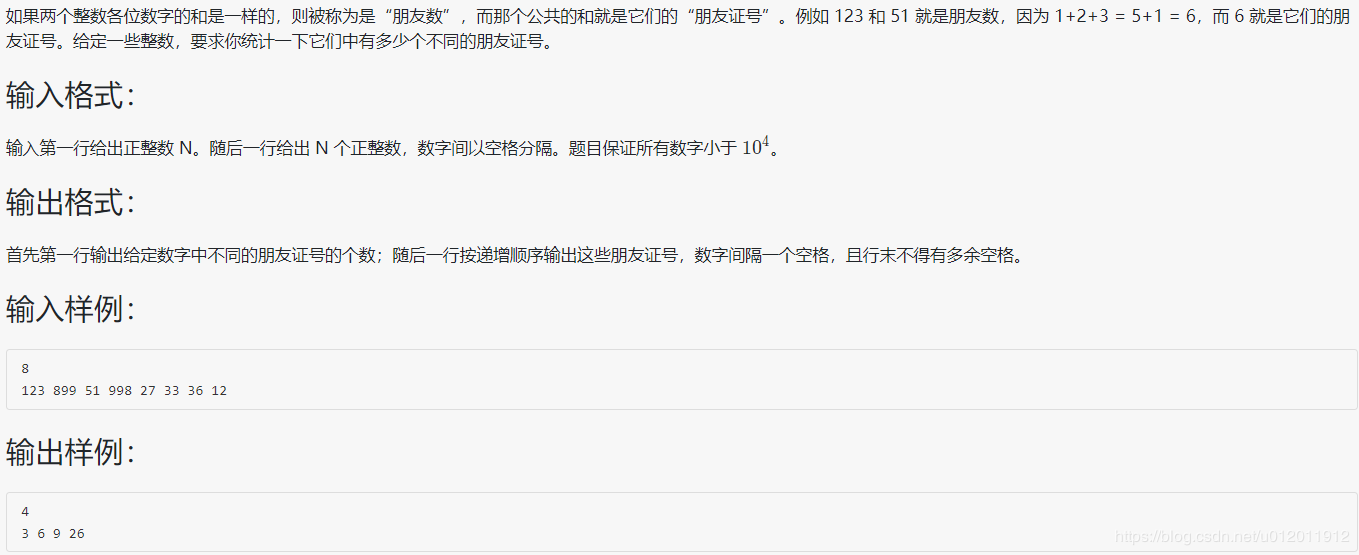 如果两个整数各位数字的和是一样的，则被称为是“朋友数”，而那个公共的和就是它们的“朋友证号”。例如 123 和 51 就是朋友数，因为 1+2+3 = 5+1 = 6，而 6 就是它们的朋
友证号。给定一些整数，要求你统计一下它们中有多少个不同的朋友证号。
输入格式：
输入第一行给出正整数 N。随后一行给出 N 个正整数，数字间以空格分隔。题目保证所有数字小于 10⁴。
输出格式：
首先第一行输出给定数字中不同的朋友证号的个数；随后一行按递增顺序输出这些朋友证号，数字间隔一个空格，且行末不得有多余空格。
输入样例：
8
123 899 51 998 27 33 36 12
输出样例：
4
3 6 9 26
https://blog.csdn.net/u012011912